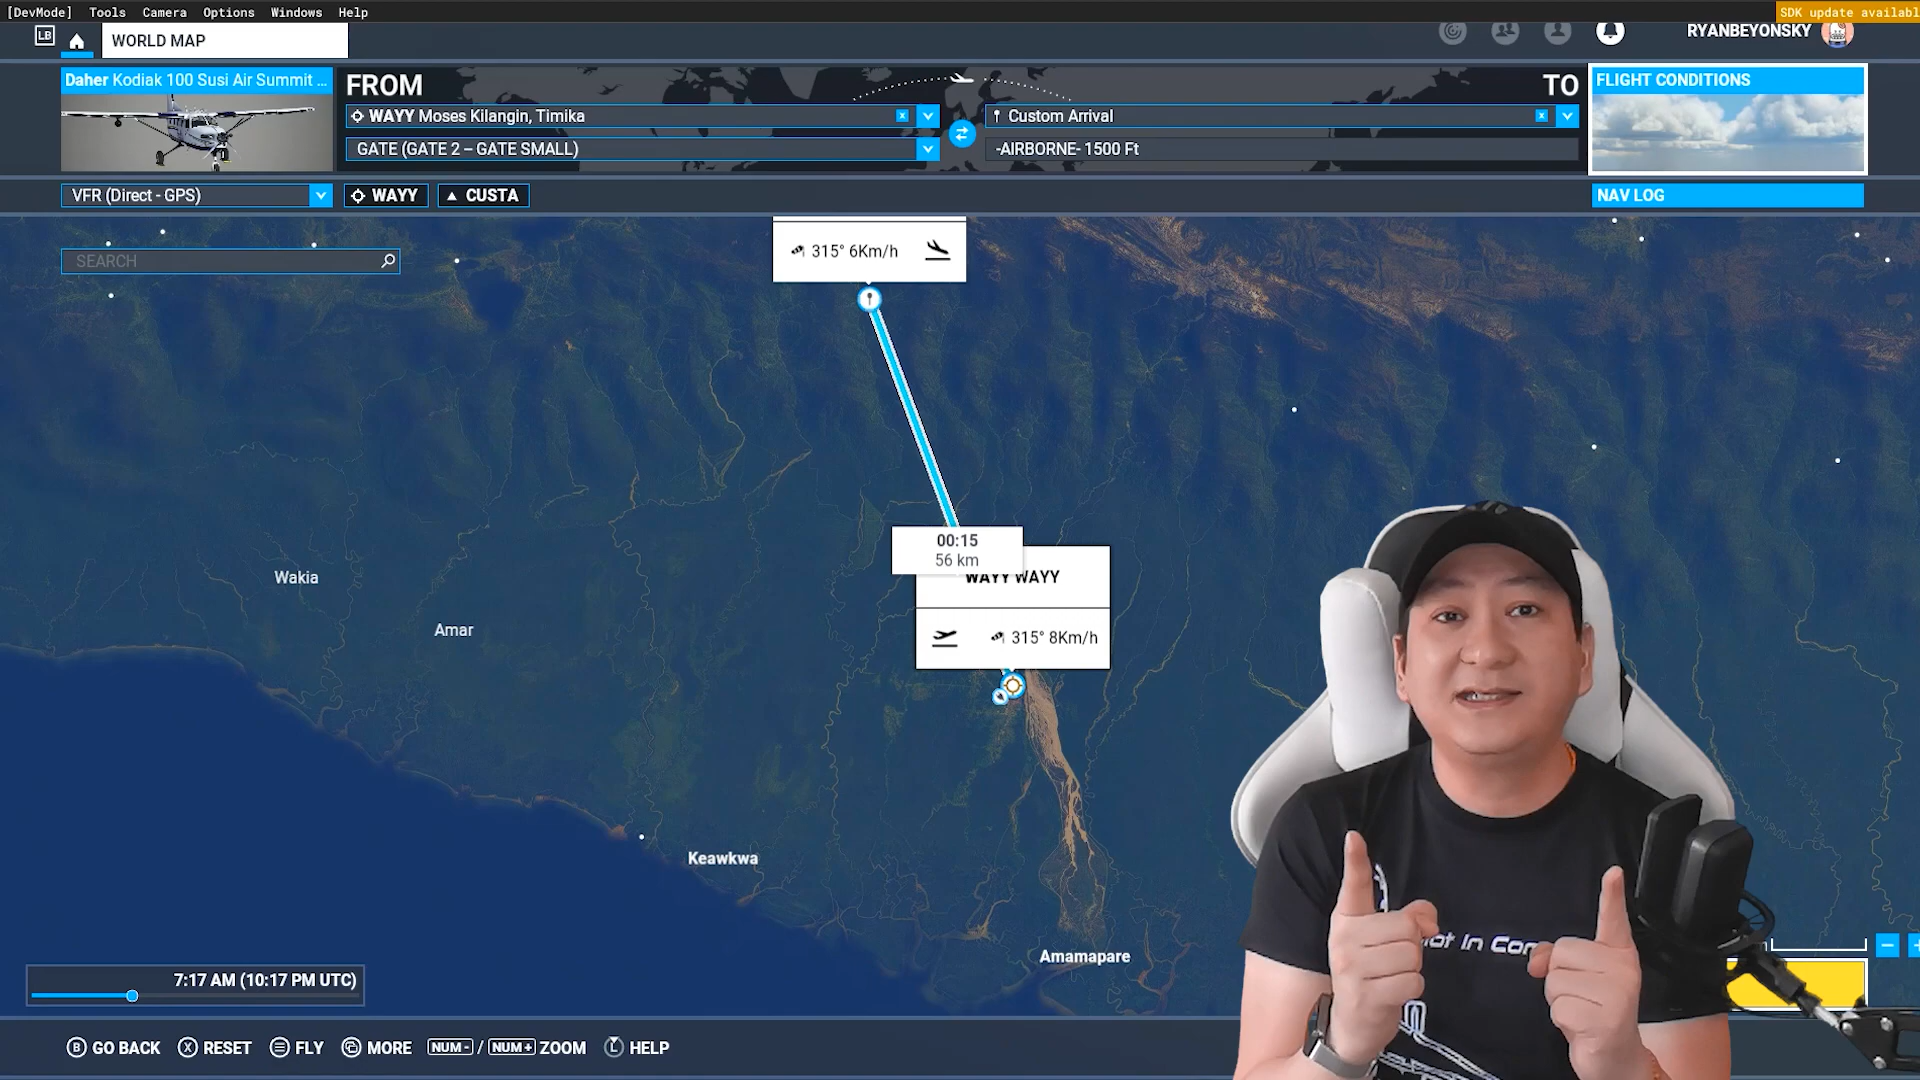 [DevMode] Tools Camera Options Windows Help
SDK update availabl
LB
WORLD MAP
RYANBEYONSKY
Daher Kodiak 100 Susi Air Summit ...
FROM
TO
FLIGHT CONDITIONS
WAYY Moses Kilangin, Timika
x
Custom Arrival
x
GATE (GATE 2 – GATE SMALL)
-AIRBORNE- 1500 Ft
VFR (Direct - GPS)
WAYY
CUSTA
NAV LOG
SEARCH
315° 6Km/h
00:15
56 km
WAYY WAYY
315° 8Km/h
Wakia
Amar
Keawkwa
Amamapare
7:17 AM (10:17 PM UTC)
B GO BACK X RESET FLY MORE NUM - / NUM + ZOOM L HELP